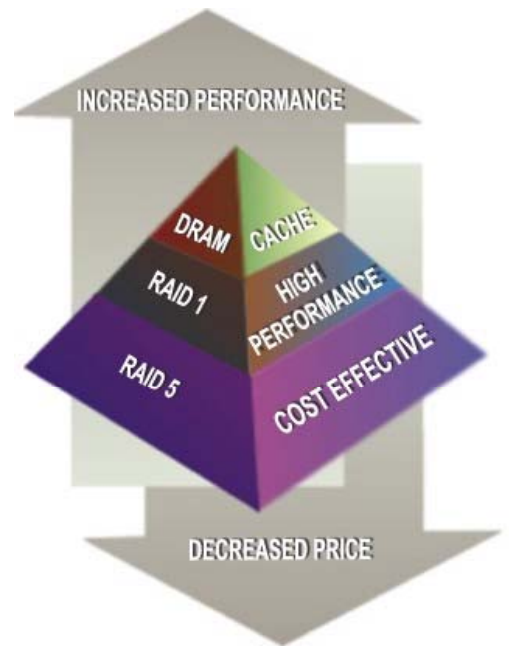 INCREASED PERFORMANCE
DRAM
CACHE
RAID 1
HIGH
PERFORMANCE
RAID 5
COST EFFECTIVE
DECREASED PRICE